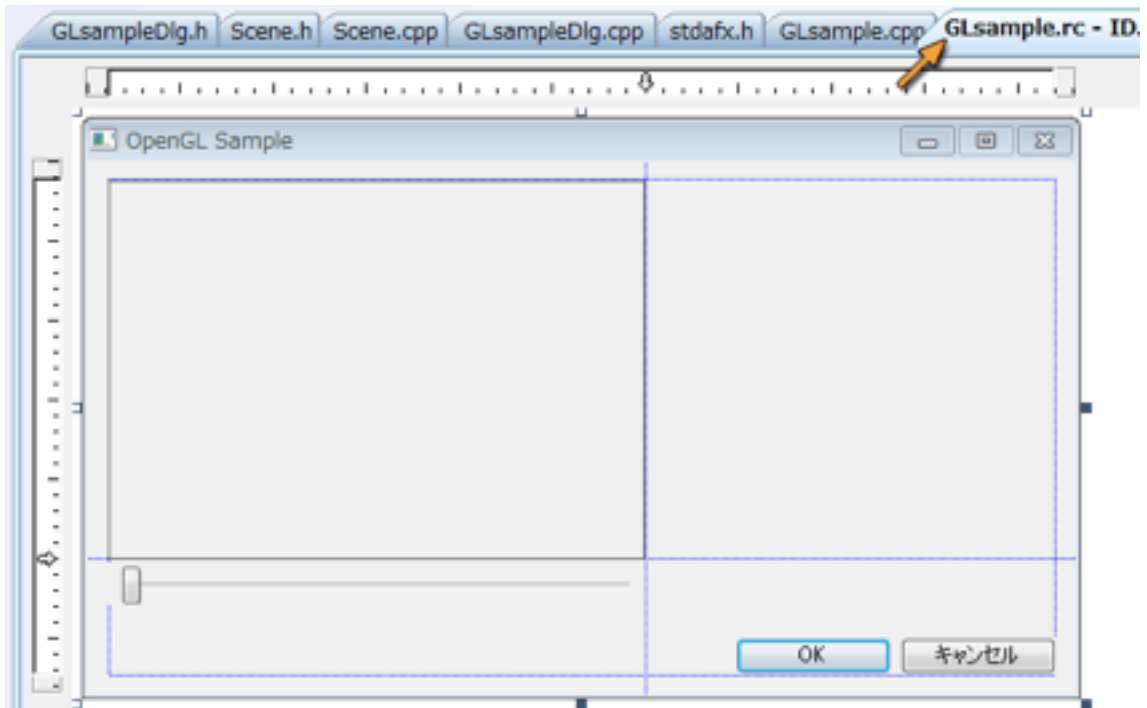 GLsampleDlg.h Scene.h Scene.cpp GLsampleDlg.cpp stdafx.h GLsample.cpp GLsample.rc - ID.
OpenGL Sample
OK キャンセル